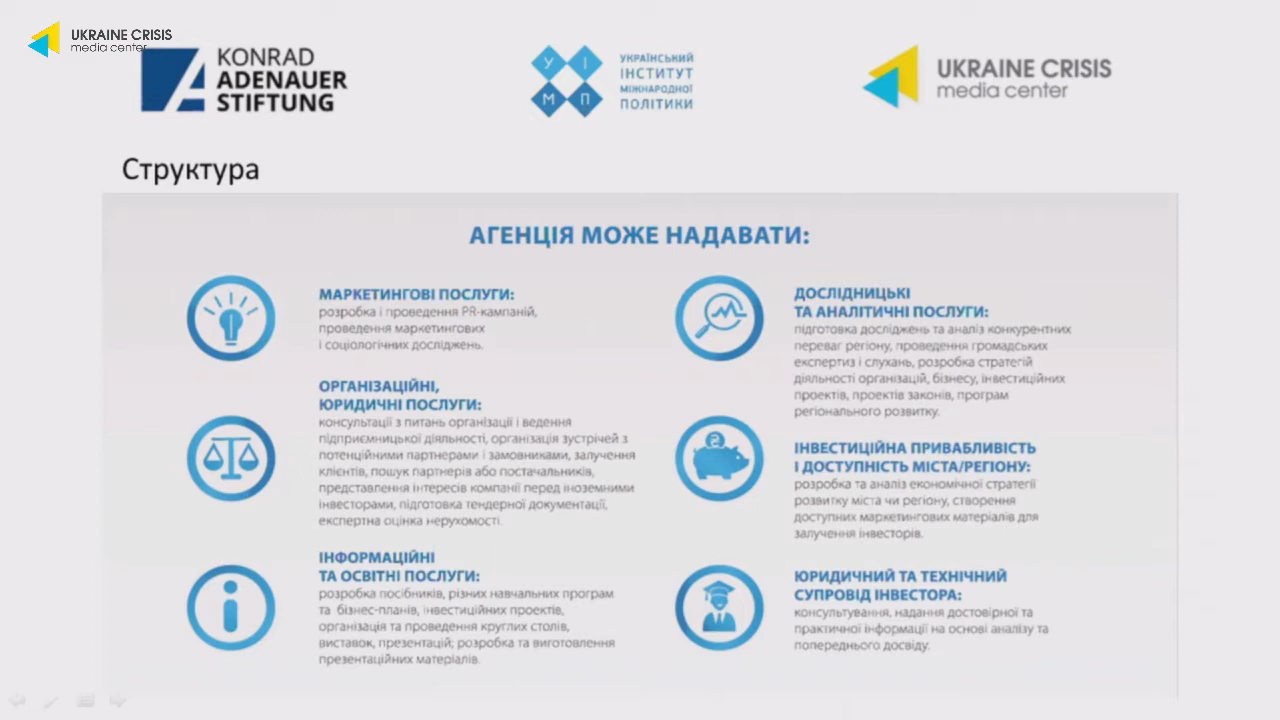 UKRAINE CRISIS
media center
KONRAD
ADENAUER
STIFTUNG
УІМП
УКРАЇНСЬКИЙ
ІНСТИТУТ
МІЖНАРОДНОЇ
ПОЛІТИКИ
UKRAINE CRISIS
media center
Структура
АГЕНЦІЯ МОЖЕ НАДАВАТИ:
МАРКЕТИНГОВІ ПОСЛУГИ:
розробка і проведення PR-кампаній,
проведення маркетингових
і соціологічних досліджень.
ОРГАНІЗАЦІЙНІ,
ЮРИДИЧНІ ПОСЛУГИ:
консультації з питань організації і ведення
підприємницької діяльності, організація зустрічей з
потенційними партнерами і замовниками, залучення
клієнтів, пошук партнерів або постачальників,
представлення інтересів компанії перед іноземними
інвесторами, підготовка тендерної документації,
експертна оцінка нерухомості.
ІНФОРМАЦІЙНІ
ТА ОСВІТНІ ПОСЛУГИ:
розробка посібників, різних навчальних програм
та бізнес-планів, інвестиційних проектів,
організація та проведення круглих столів,
виставок, презентацій; розробка та виготовлення
презентаційних матеріалів.
ДОСЛІДНИЦЬКІ
ТА АНАЛІТИЧНІ ПОСЛУГИ:
підготовка досліджень та аналіз конкурентних
переваг регіону, проведення громадських
експертиз і слухань, розробка стратегій
діяльності організацій, бізнесу, інвестиційних
проектів, проектів законів, програм
регіонального розвитку.
ІНВЕСТИЦІЙНА ПРИВАБЛИВІСТЬ
І ДОСТУПНІСТЬ МІСТА/РЕГІОНУ:
розробка та аналіз економічної стратегії
розвитку міста чи регіону, створення
доступних маркетингових матеріалів для
залучення інвесторів.
ЮРИДИЧНИЙ ТА ТЕХНІЧНИЙ
СУПРОВІД ІНВЕСТОРА:
консультування, надання достовірної та
практичної інформації на основі аналізу та
попереднього досвіду.